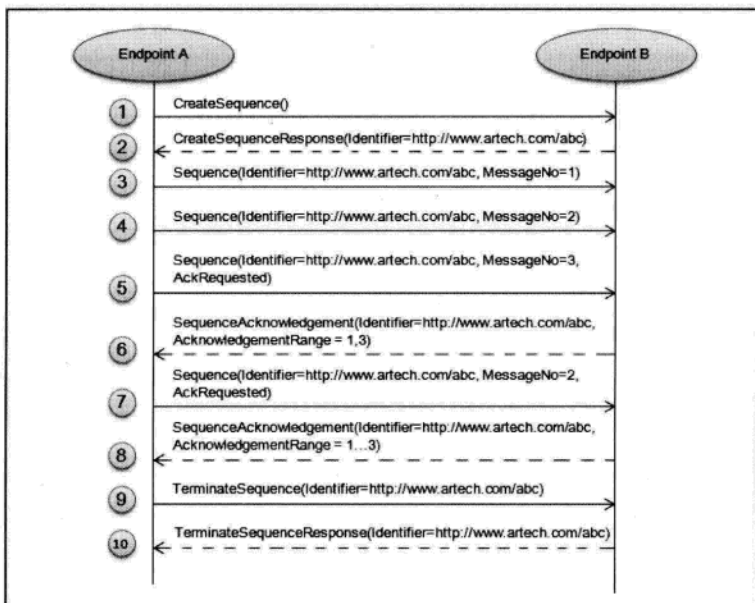 Endpoint A
Endpoint B
1
CreateSequence()
2
CreateSequenceResponse(Identifier=http://www.artech.com/abc)
3
Sequence(Identifier=http://www.artech.com/abc, MessageNo=1)
4
Sequence(Identifier=http://www.artech.com/abc, MessageNo=2)
5
Sequence(Identifier=http://www.artech.com/abc, MessageNo=3,
AckRequested)
6
SequenceAcknowledgement(Identifier=http://www.artech.com/abc,
AcknowledgementRange = 1,3)
7
Sequence(Identifier=http://www.artech.com/abc, MessageNo=2,
AckRequested)
8
SequenceAcknowledgement(Identifier=http://www.artech.com/abc,
AcknowledgementRange = 1...3)
9
TerminateSequence(Identifier=http://www.artech.com/abc)
10
TerminateSequenceResponse(Identifier=http://www.artech.com/abc)